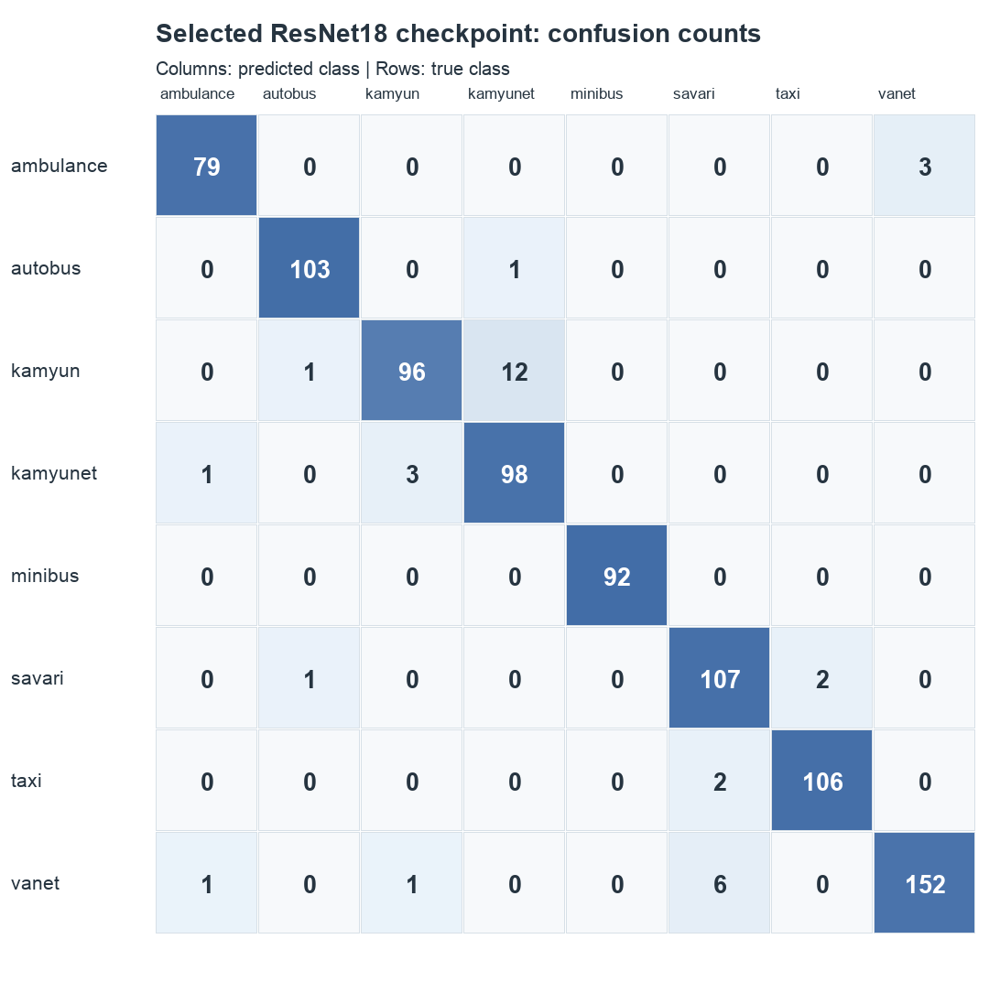 Selected ResNet18 checkpoint: confusion counts
Columns: predicted class | Rows: true class
ambulance autobus kamyun kamyunet minibus savari taxi vanet
ambulance 79 0 0 0 0 0 0 3
autobus 0 103 0 1 0 0 0 0
kamyun 0 1 96 12 0 0 0 0
kamyunet 1 0 3 98 0 0 0 0
minibus 0 0 0 0 92 0 0 0
savari 0 1 0 0 0 107 2 0
taxi 0 0 0 0 0 2 106 0
vanet 1 0 1 0 0 6 0 152